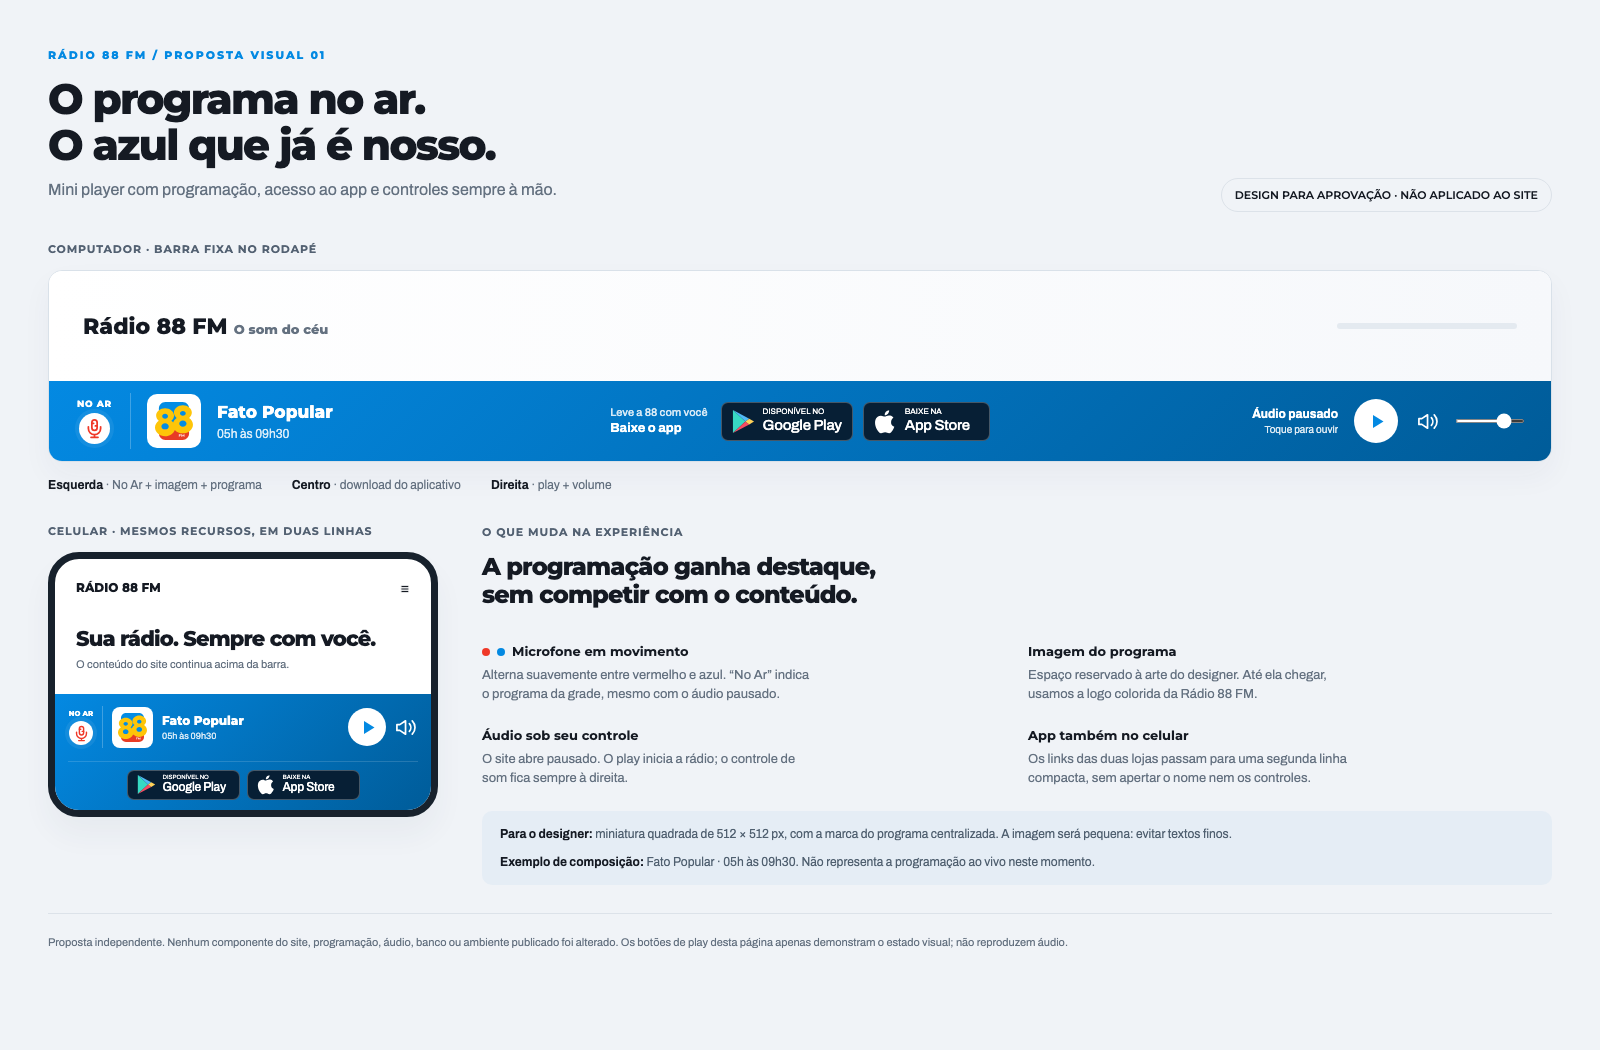 RÁDIO 88 FM / PROPOSTA VISUAL 01
O programa no ar.
O azul que já é nosso.
Mini player com programação, acesso ao app e controles sempre à mão.
DESIGN PARA APROVAÇÃO · NÃO APLICADO AO SITE
COMPUTADOR · BARRA FIXA NO RODAPÉ
Rádio 88 FM O som do céu
NO AR
88
Fato Popular
05h às 09h30
Leve a 88 com você
Baixe o app
DISPONÍVEL NO
Google Play
BAIXE NA
App Store
Áudio pausado
Toque para ouvir
Esquerda · No Ar + imagem + programa
Centro · download do aplicativo
Direita · play + volume
CELULAR · MESMOS RECURSOS, EM DUAS LINHAS
RÁDIO 88 FM
Sua rádio. Sempre com você.
O conteúdo do site continua acima da barra.
NO AR
88
Fato Popular
05h às 09h30
DISPONÍVEL NO
Google Play
BAIXE NA
App Store
O QUE MUDA NA EXPERIÊNCIA
A programação ganha destaque,
sem competir com o conteúdo.
Microfone em movimento
Alterna suavemente entre vermelho e azul. “No Ar” indica
o programa da grade, mesmo com o áudio pausado.
Imagem do programa
Espaço reservado à arte do designer. Até ela chegar,
usamos a logo colorida da Rádio 88 FM.
Áudio sob seu controle
O site abre pausado. O play inicia a rádio; o controle de
som fica sempre à direita.
App também no celular
Os links das duas lojas passam para uma segunda linha
compacta, sem apertar o nome nem os controles.
Para o designer: miniatura quadrada de 512 × 512 px, com a marca do programa centralizada. A imagem será pequena: evitar textos finos.
Exemplo de composição: Fato Popular · 05h às 09h30. Não representa a programação ao vivo neste momento.
Proposta independente. Nenhum componente do site, programação, áudio, banco ou ambiente publicado foi alterado. Os botões de play desta página apenas demonstram o estado visual; não reproduzem áudio.